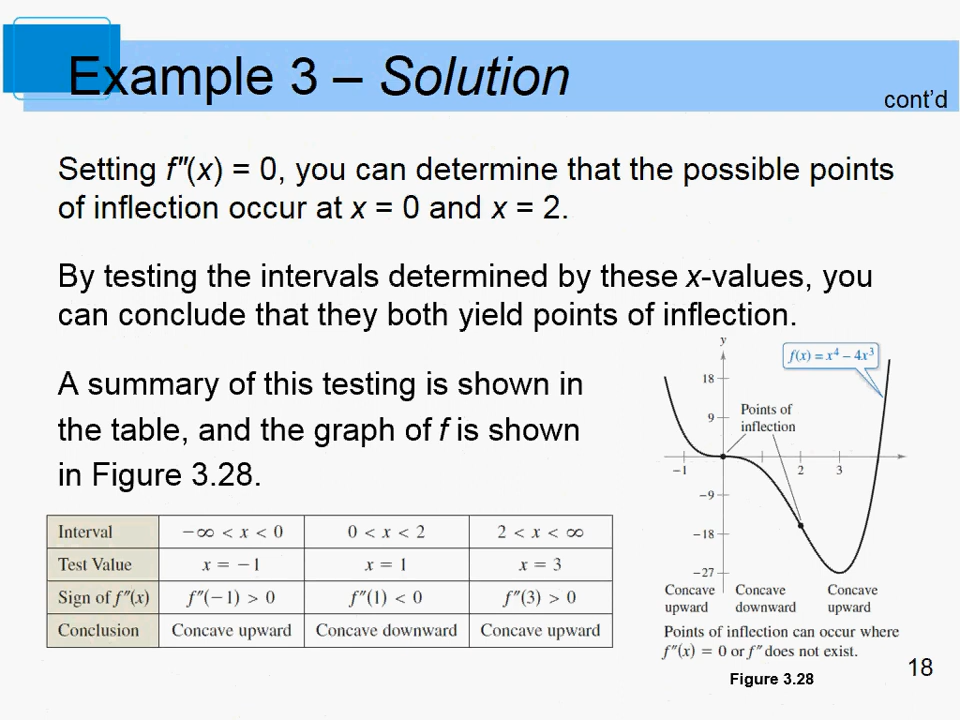 Example 3 – Solution
cont’d
Setting f″(x) = 0, you can determine that the possible points
of inflection occur at x = 0 and x = 2.
By testing the intervals determined by these x-values, you
can conclude that they both yield points of inflection.
A summary of this testing is shown in
the table, and the graph of f is shown
in Figure 3.28.
Interval −∞ < x < 0 0 < x < 2 2 < x < ∞
Test Value x = −1 x = 1 x = 3
Sign of f″(x) f″(−1) > 0 f″(1) < 0 f″(3) > 0
Conclusion Concave upward Concave downward Concave upward
y
f(x) = x⁴ − 4x³
18
Points of
inflection
9
x
−1 2 3
−9
−18
−27
Concave Concave Concave
upward downward upward
Points of inflection can occur where
f″(x) = 0 or f″ does not exist.
Figure 3.28
18